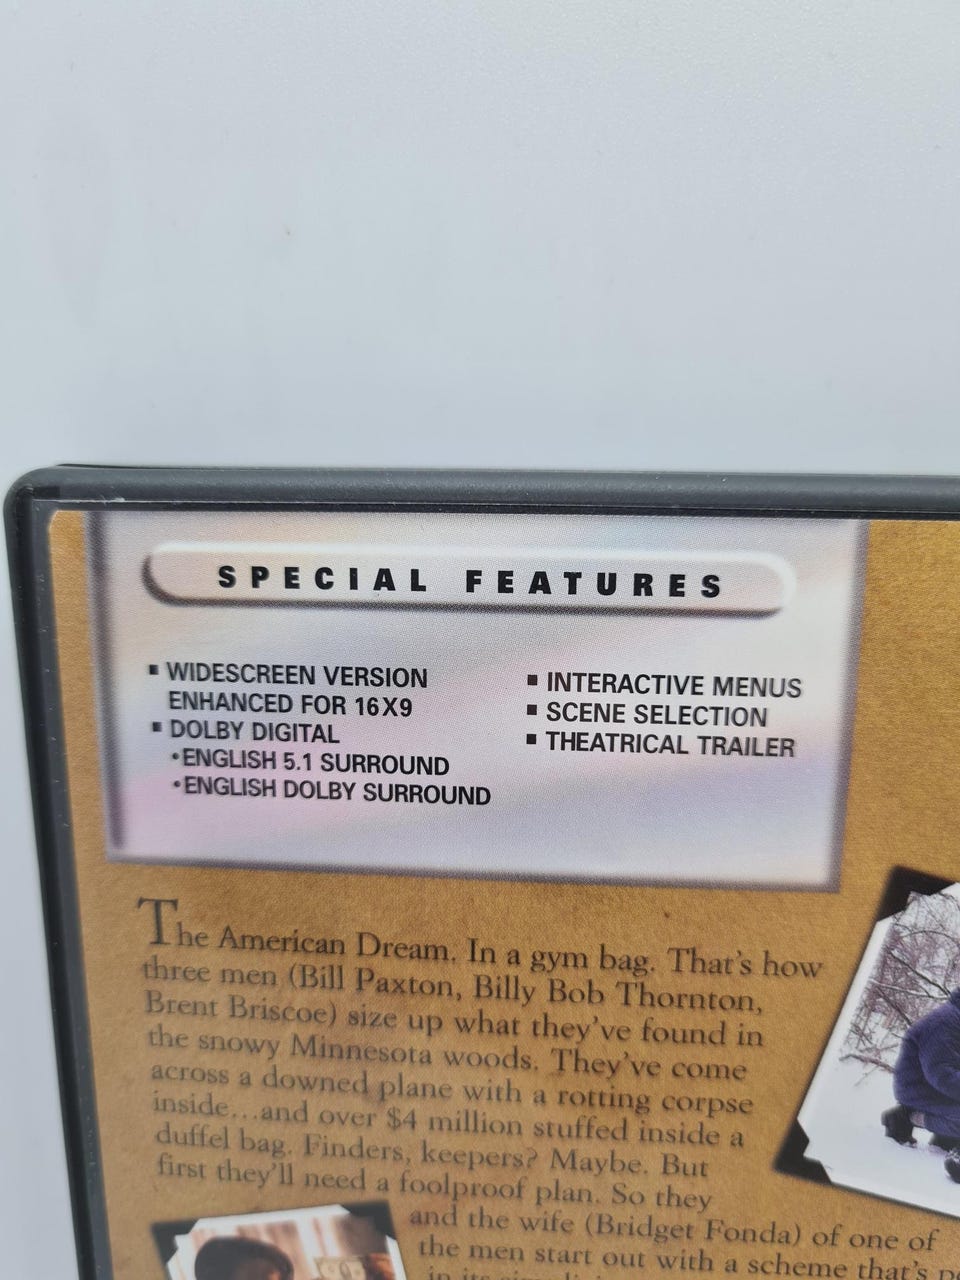 SPECIAL FEATURES
▪ WIDESCREEN VERSION
ENHANCED FOR 16X9
▪ DOLBY DIGITAL
•ENGLISH 5.1 SURROUND
•ENGLISH DOLBY SURROUND
▪ INTERACTIVE MENUS
▪ SCENE SELECTION
▪ THEATRICAL TRAILER
The American Dream. In a gym bag. That's how
three men (Bill Paxton, Billy Bob Thornton,
Brent Briscoe) size up what they've found in
the snowy Minnesota woods. They've come
across a downed plane with a rotting corpse
inside...and over $4 million stuffed inside a
duffel bag. Finders, keepers? Maybe. But
first they'll need a foolproof plan. So they
and the wife (Bridget Fonda) of one of
the men start out with a scheme that's
in its